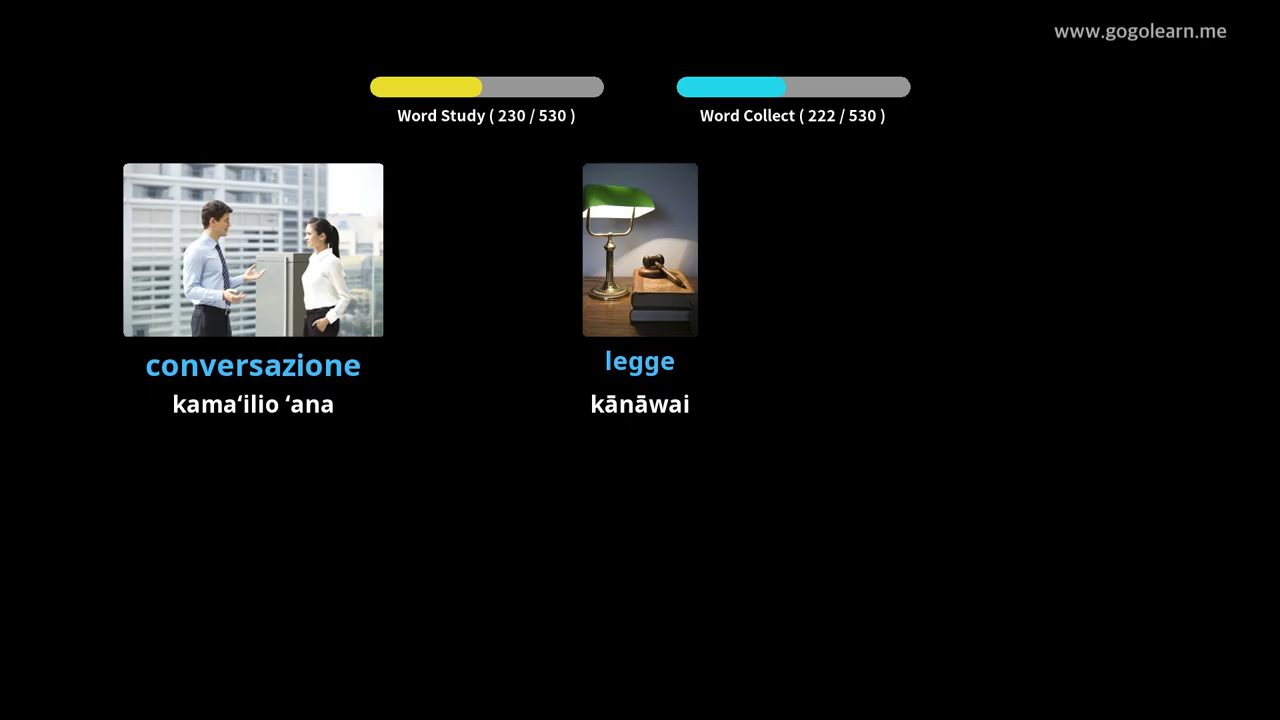 www.gogolearn.me
Word Study ( 230 / 530 )
Word Collect ( 222 / 530 )
conversazione
kamaʻilio ʻana
legge
kānāwai